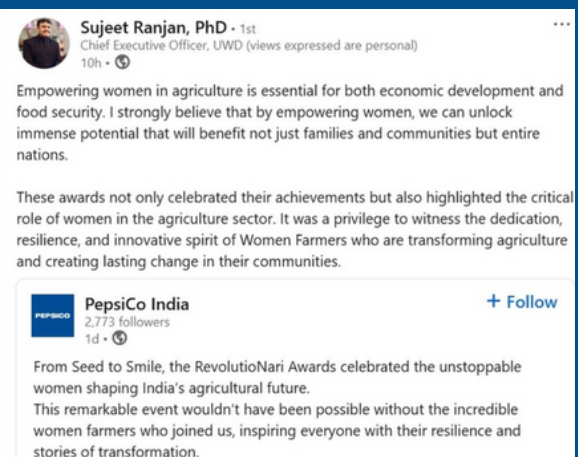 Sujeet Ranjan, PhD • 1st
Chief Executive Officer, UWD (views expressed are personal)
10h •
Empowering women in agriculture is essential for both economic development and
food security. I strongly believe that by empowering women, we can unlock
immense potential that will benefit not just families and communities but entire
nations.
These awards not only celebrated their achievements but also highlighted the critical
role of women in the agriculture sector. It was a privilege to witness the dedication,
resilience, and innovative spirit of Women Farmers who are transforming agriculture
and creating lasting change in their communities.
PEPSICO
PepsiCo India
+ Follow
2,773 followers
1d •
From Seed to Smile, the RevolutioNari Awards celebrated the unstoppable
women shaping India's agricultural future.
This remarkable event wouldn't have been possible without the incredible
women farmers who joined us, inspiring everyone with their resilience and
stories of transformation.